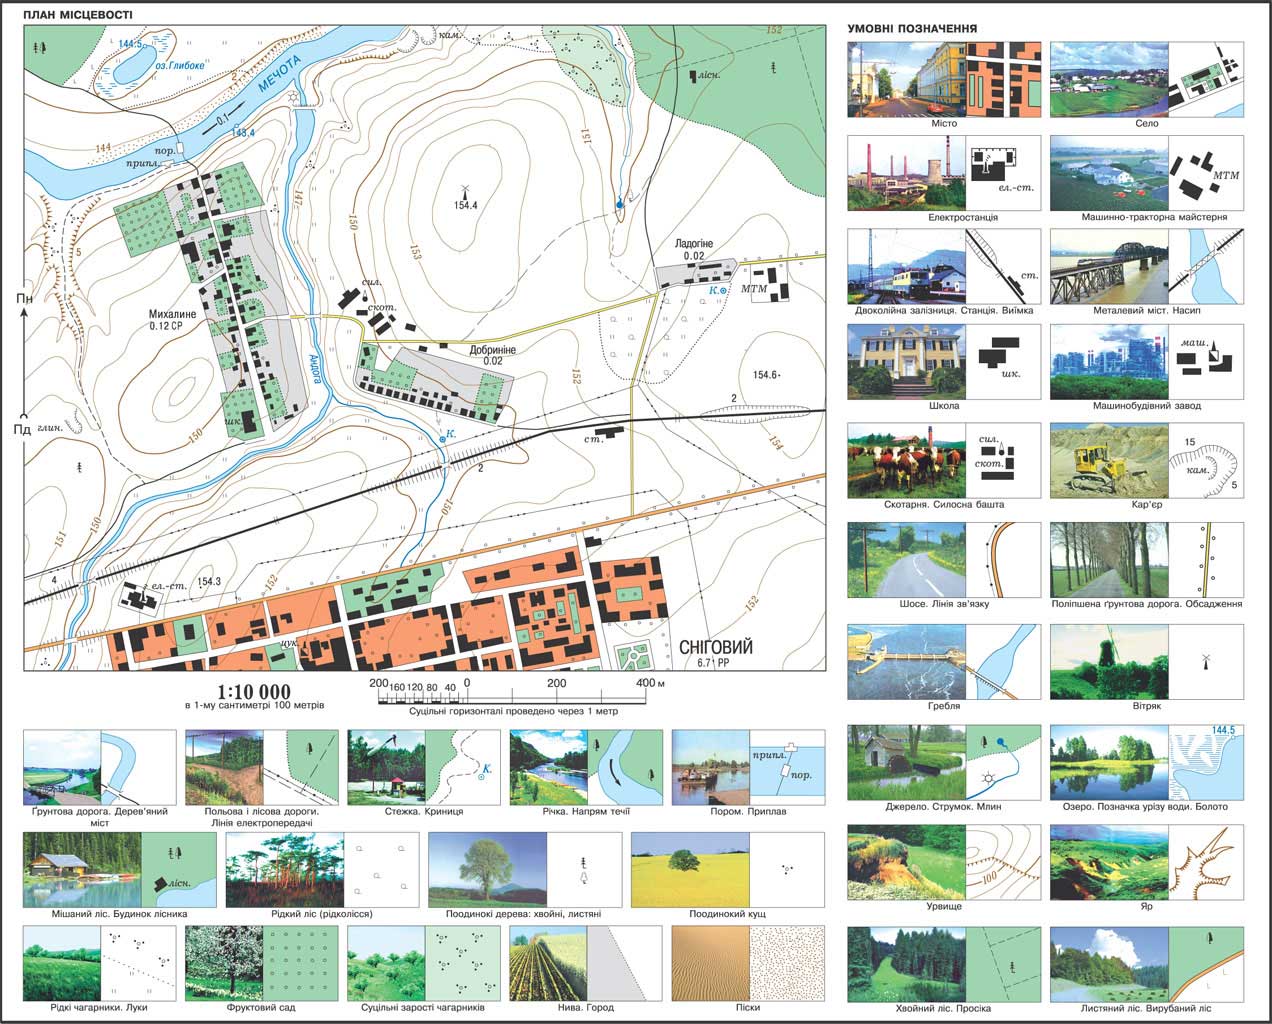 ПЛАН МІСЦЕВОСТІ
152
кам.
144.5
оз.Глибоке
2
МЕЧОТА
лісн.
0.1
143.4
144
151
пор.
припл.
147
154.4
150
153
5
Ладогіне
0.02
К.
МТМ
Пн
Михалине
0.12 СР
сил.
скот.
Добриніне
0.02
Андога
152
154.6
2
Пд
глин.
шк.
150
К.
ст.
154
2
150
151
150
4
ел.-ст.
154.3
152
152
цук.
СНІГОВИЙ
6.7 РР
1:10 000
в 1-му сантиметрі 100 метрів
200 160 120 80 40 0 200 400 м
Суцільні горизонталі проведено через 1 метр
УМОВНІ ПОЗНАЧЕННЯ
Місто
Село
ел.-ст.
МТМ
Електростанція
Машинно-тракторна майстерня
ст.
Двоколійна залізниця. Станція. Виїмка
Металевий міст. Насип
шк.
маш.
Школа
Машинобудівний завод
сил.
скот.
15
кам.
5
Скотарня. Силосна башта
Кар'єр
Шосе. Лінія зв'язку
Поліпшена ґрунтова дорога. Обсадження
Гребля
Вітряк
144.5
Джерело. Струмок. Млин
Озеро. Позначка урізу води. Болото
100
Урвище
Яр
Хвойний ліс. Просіка
Листяний ліс. Вирубаний ліс
К.
припл.
пор.
Ґрунтова дорога. Дерев'яний
міст
Польова і лісова дороги.
Лінія електропередачі
Стежка. Криниця
Річка. Напрям течії
Пором. Приплав
лісн.
Мішаний ліс. Будинок лісника
Рідкий ліс (рідколісся)
Поодинокі дерева: хвойні, листяні
Поодинокий кущ
Рідкі чагарники. Луки
Фруктовий сад
Суцільні зарості чагарників
Нива. Город
Піски